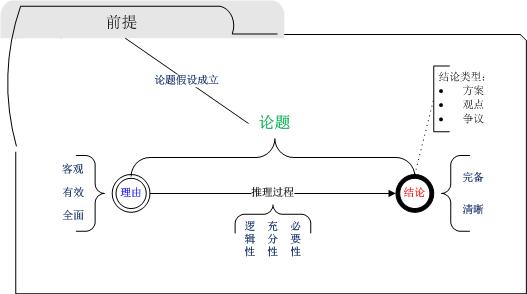 前提
论题假设成立
论题
结论类型：
● 方案
● 观点
● 争议
客观
有效
全面
理由
推理过程
结论
完备
清晰
逻辑性
充分性
必要性